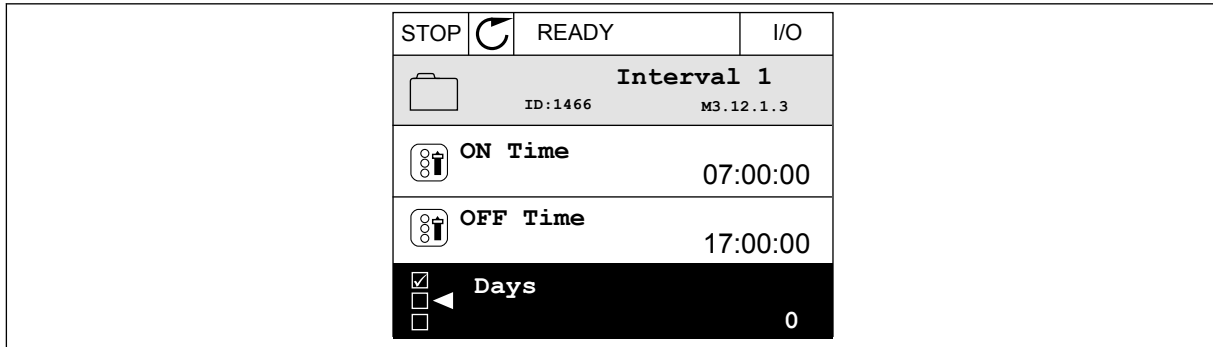 STOP READY I/O
Interval 1
ID:1466 M3.12.1.3
ON Time
07:00:00
OFF Time
17:00:00
Days
0